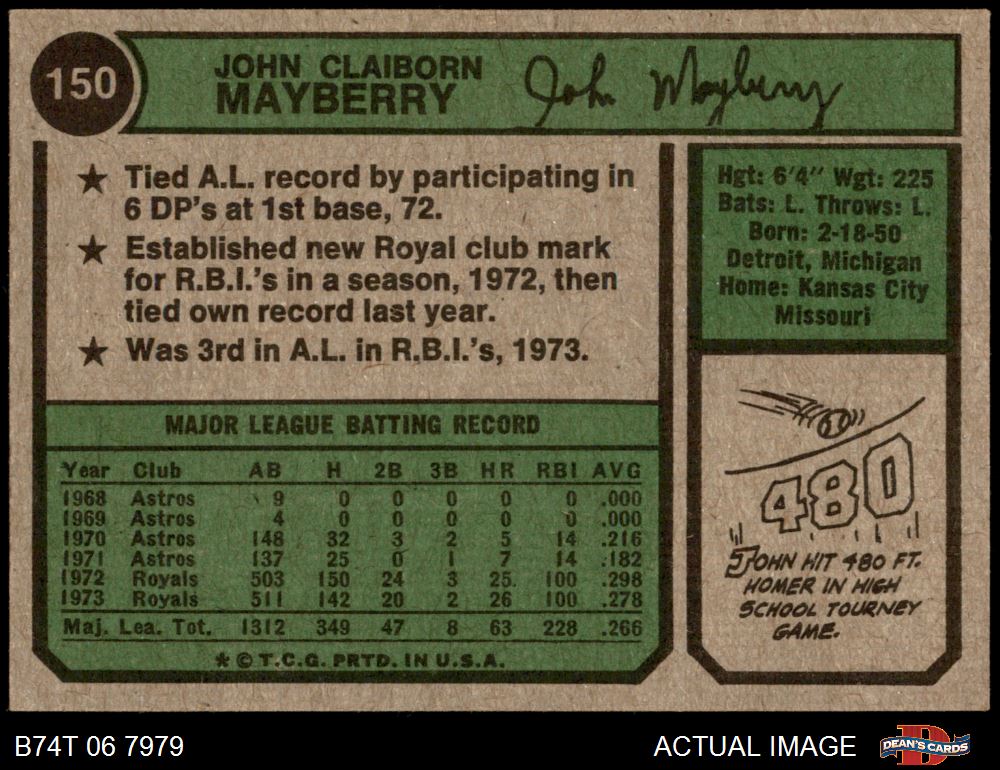 150
JOHN CLAIBORN
MAYBERRY
John Mayberry
★ Tied A.L. record by participating in
6 DP's at 1st base, 72.
★ Established new Royal club mark
for R.B.I.'s in a season, 1972, then
tied own record last year.
★ Was 3rd in A.L. in R.B.I.'s, 1973.
Hgt: 6'4" Wgt: 225
Bats: L. Throws: L.
Born: 2-18-50
Detroit, Michigan
Home: Kansas City
Missouri
MAJOR LEAGUE BATTING RECORD
Year Club AB H 2B 3B HR RBI AVG
1968 Astros 9 0 0 0 0 0 .000
1969 Astros 4 0 0 0 0 0 .000
1970 Astros 148 32 3 2 5 14 .216
1971 Astros 137 25 0 1 7 14 .182
1972 Royals 503 150 24 3 25 100 .298
1973 Royals 511 142 20 2 26 100 .278
Maj. Lea. Tot. 1312 349 47 8 63 228 .266
★ © T.C.G. PRTD. IN U.S.A.
480
JOHN HIT 480 FT.
HOMER IN HIGH
SCHOOL TOURNEY
GAME.
B74T 06 7979
ACTUAL IMAGE
D
DEAN'S CARDS